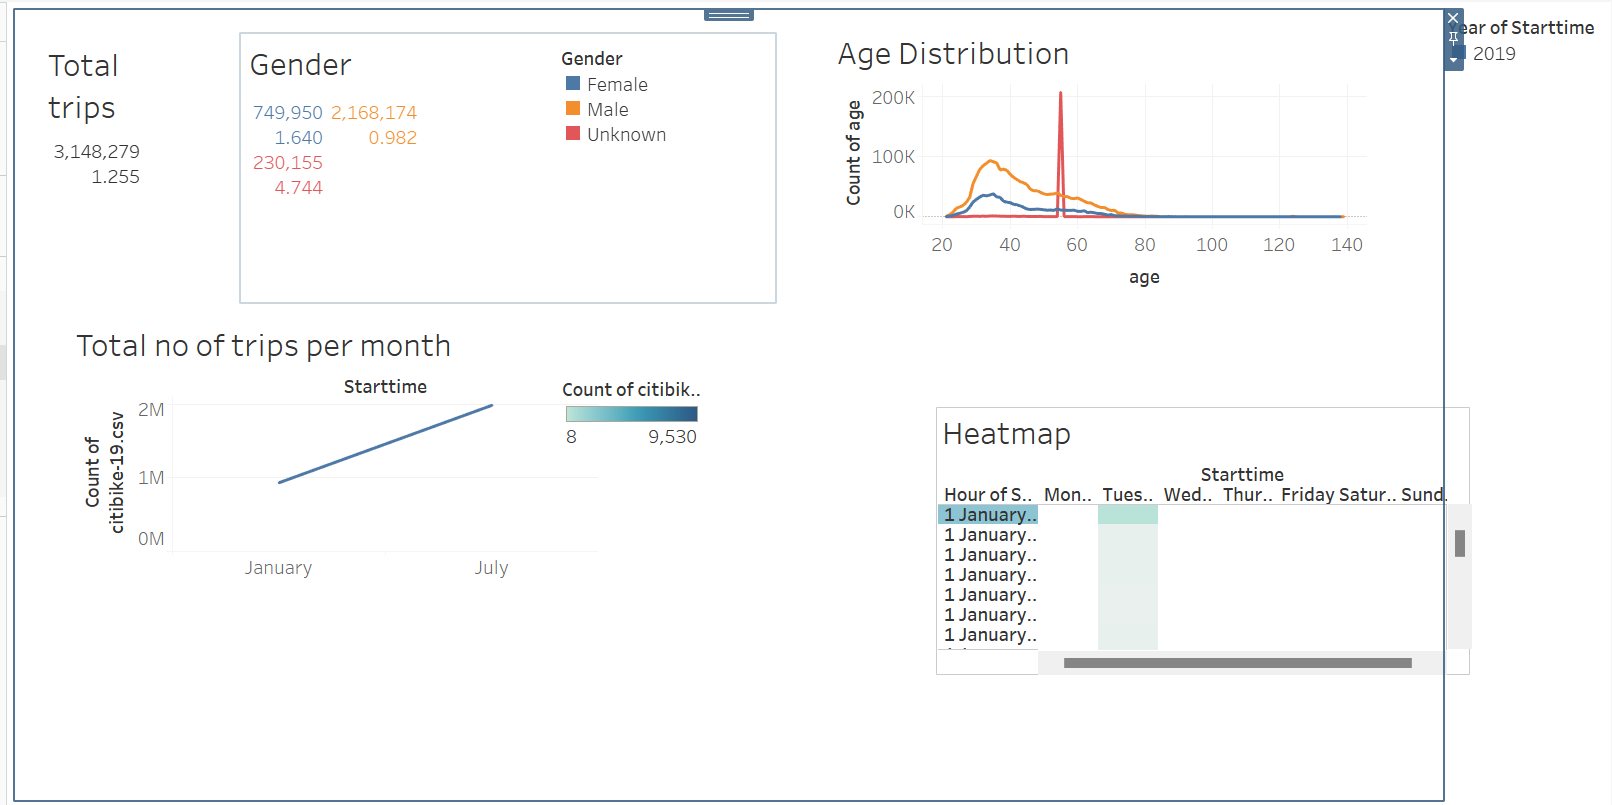 Total
trips
3,148,279
1.255
Gender
749,950 2,168,174
1.640 0.982
230,155
4.744
Gender
Female
Male
Unknown
Age Distribution
Count of age
200K
100K
0K
20 40 60 80 100 120 140
age
Year of Starttime
2019
Total no of trips per month
Starttime
Count of
citibike-19.csv
2M
1M
0M
January July
Count of citibik..
8 9,530
Heatmap
Starttime
Hour of S.. Mon.. Tues.. Wed.. Thur.. Friday Satur.. Sund.
1 January..
1 January..
1 January..
1 January..
1 January..
1 January..
1 January..